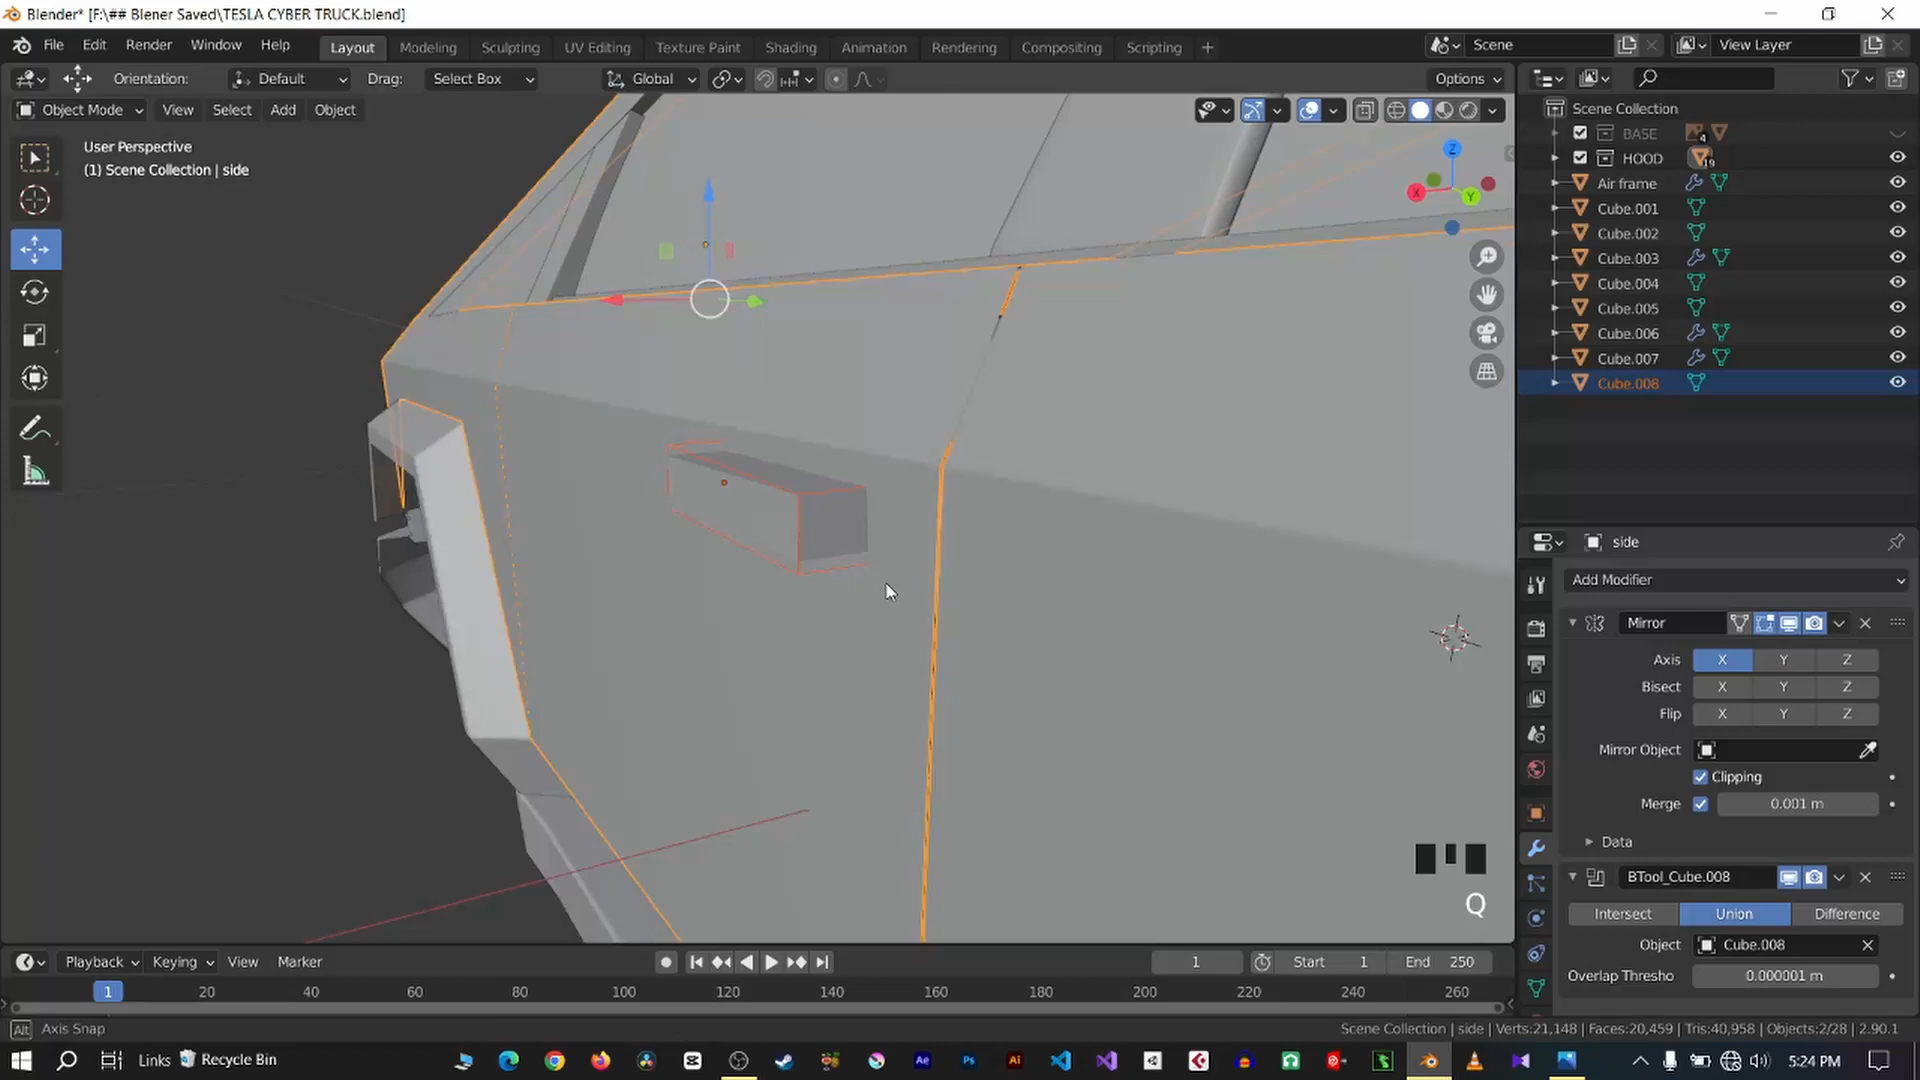 Blender* [F:\## Blener Saved\TESLA CYBER TRUCK.blend]
File Edit Render Window Help Layout Modeling Sculpting UV Editing Texture Paint Shading Animation Rendering Compositing Scripting + Scene View Layer
Orientation: Default Drag: Select Box Global Options
Object Mode View Select Add Object
User Perspective
(1) Scene Collection | side
Z
X
Y
Scene Collection
BASE 4
HOOD 19
Air frame
Cube.001
Cube.002
Cube.003
Cube.004
Cube.005
Cube.006
Cube.007
Cube.008
side
Add Modifier
Mirror
Axis X Y Z
Bisect X Y Z
Flip X Y Z
Mirror Object
Clipping
Merge 0.001 m
Data
BTool_Cube.008
Intersect Union Difference
Object Cube.008
Overlap Thresho 0.000001 m
Q
Playback Keying View Marker 1 Start 1 End 250
1 20 40 60 80 100 120 140 160 180 200 220 240 260
Alt Axis Snap
Scene Collection | side | Verts:21,148 | Faces:20,459 | Tris:40,958 | Objects:2/28 | 2.90.1
Links Recycle Bin Ae Ps Ai 5:24 PM